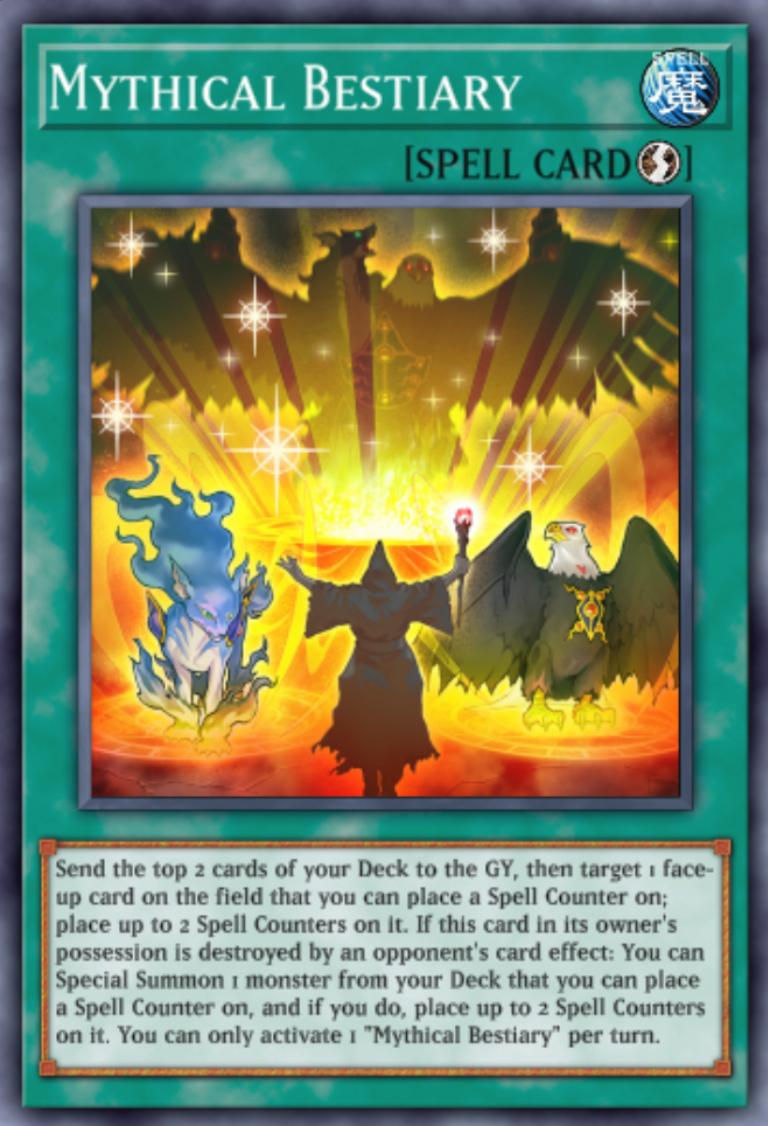 MYTHICAL BESTIARY
SPELL
魔
[SPELL CARD]
Send the top 2 cards of your Deck to the GY, then target 1 face-
up card on the field that you can place a Spell Counter on;
place up to 2 Spell Counters on it. If this card in its owner's
possession is destroyed by an opponent's card effect: You can
Special Summon 1 monster from your Deck that you can place
a Spell Counter on, and if you do, place up to 2 Spell Counters
on it. You can only activate 1 "Mythical Bestiary" per turn.